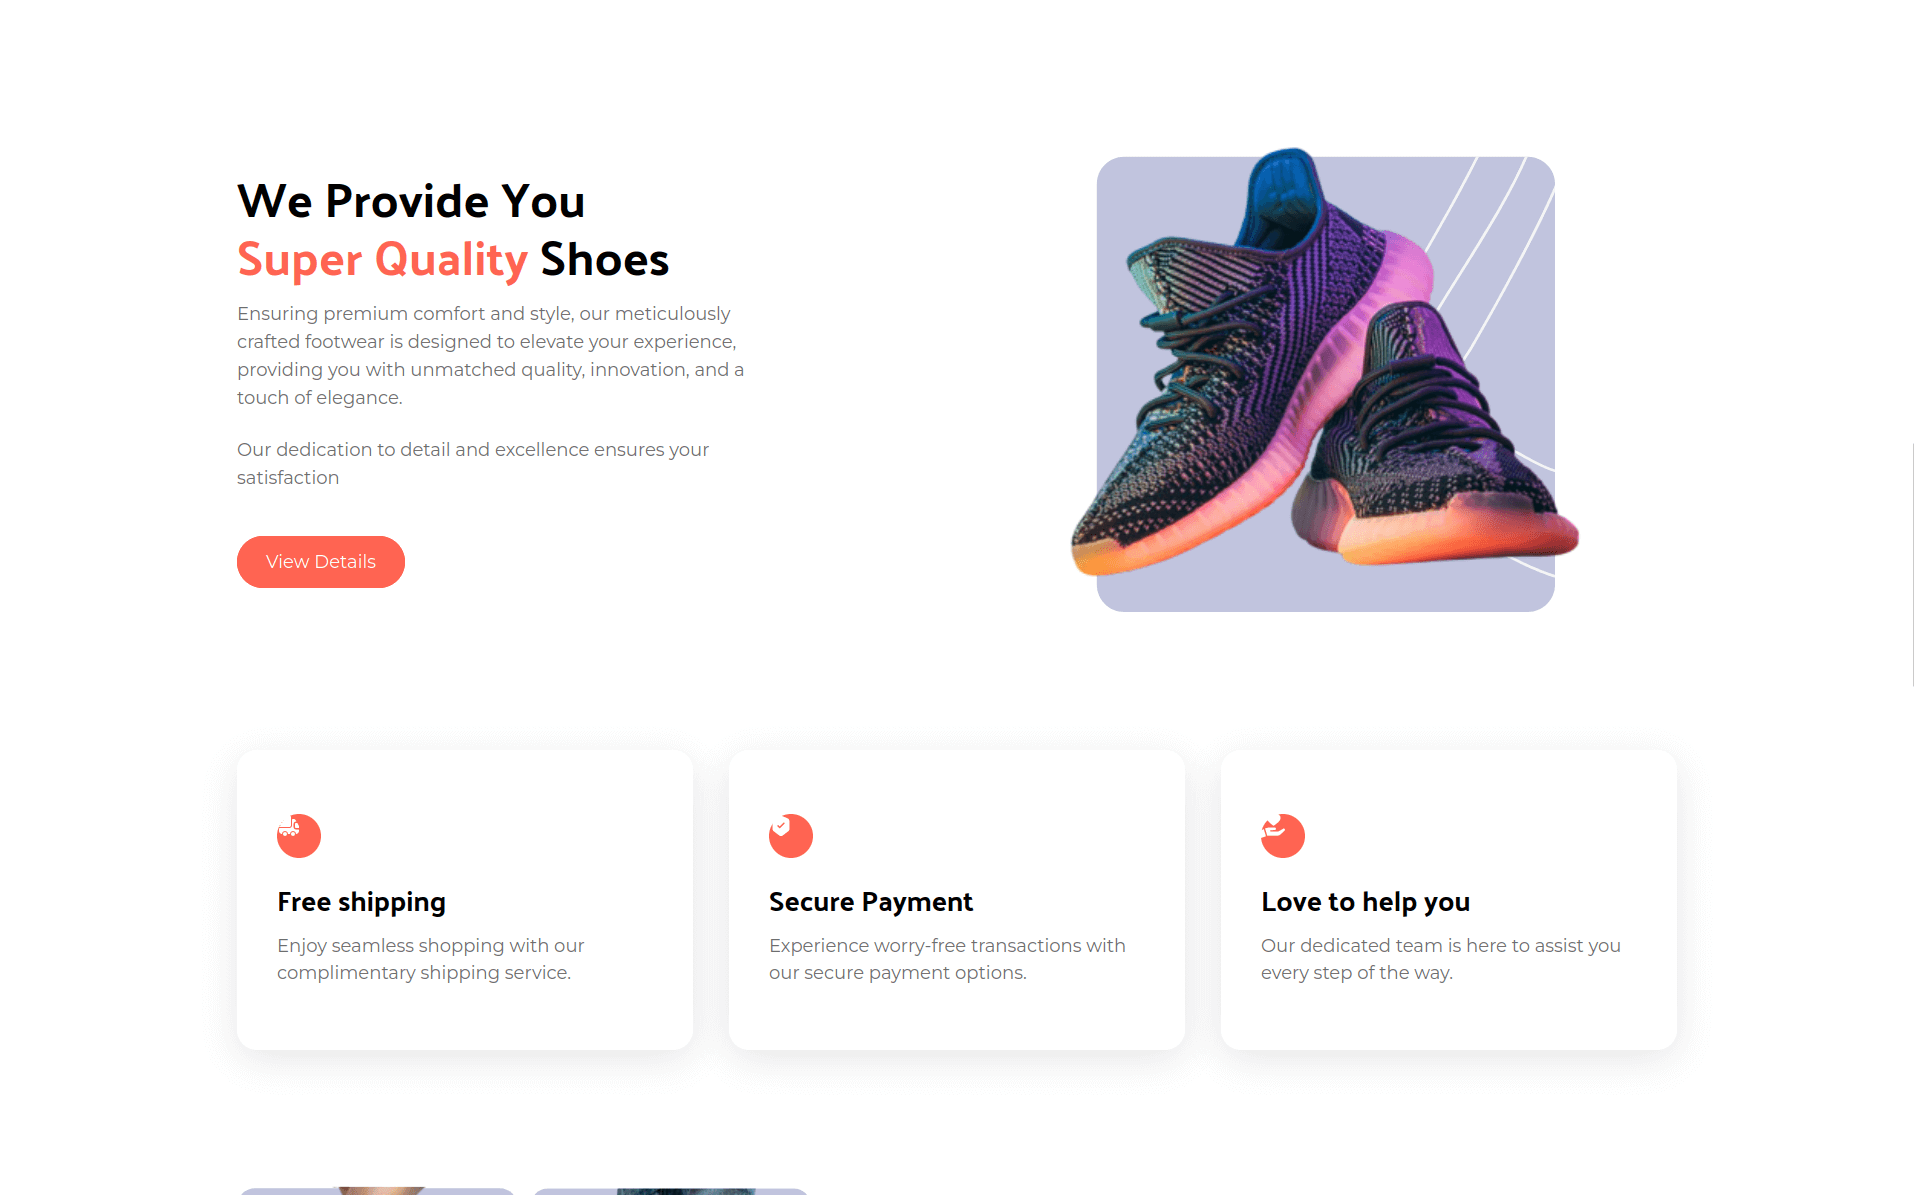 We Provide You
Super Quality Shoes
Ensuring premium comfort and style, our meticulously
crafted footwear is designed to elevate your experience,
providing you with unmatched quality, innovation, and a
touch of elegance.
Our dedication to detail and excellence ensures your
satisfaction
View Details
Free shipping
Enjoy seamless shopping with our
complimentary shipping service.
Secure Payment
Experience worry-free transactions with
our secure payment options.
Love to help you
Our dedicated team is here to assist you
every step of the way.